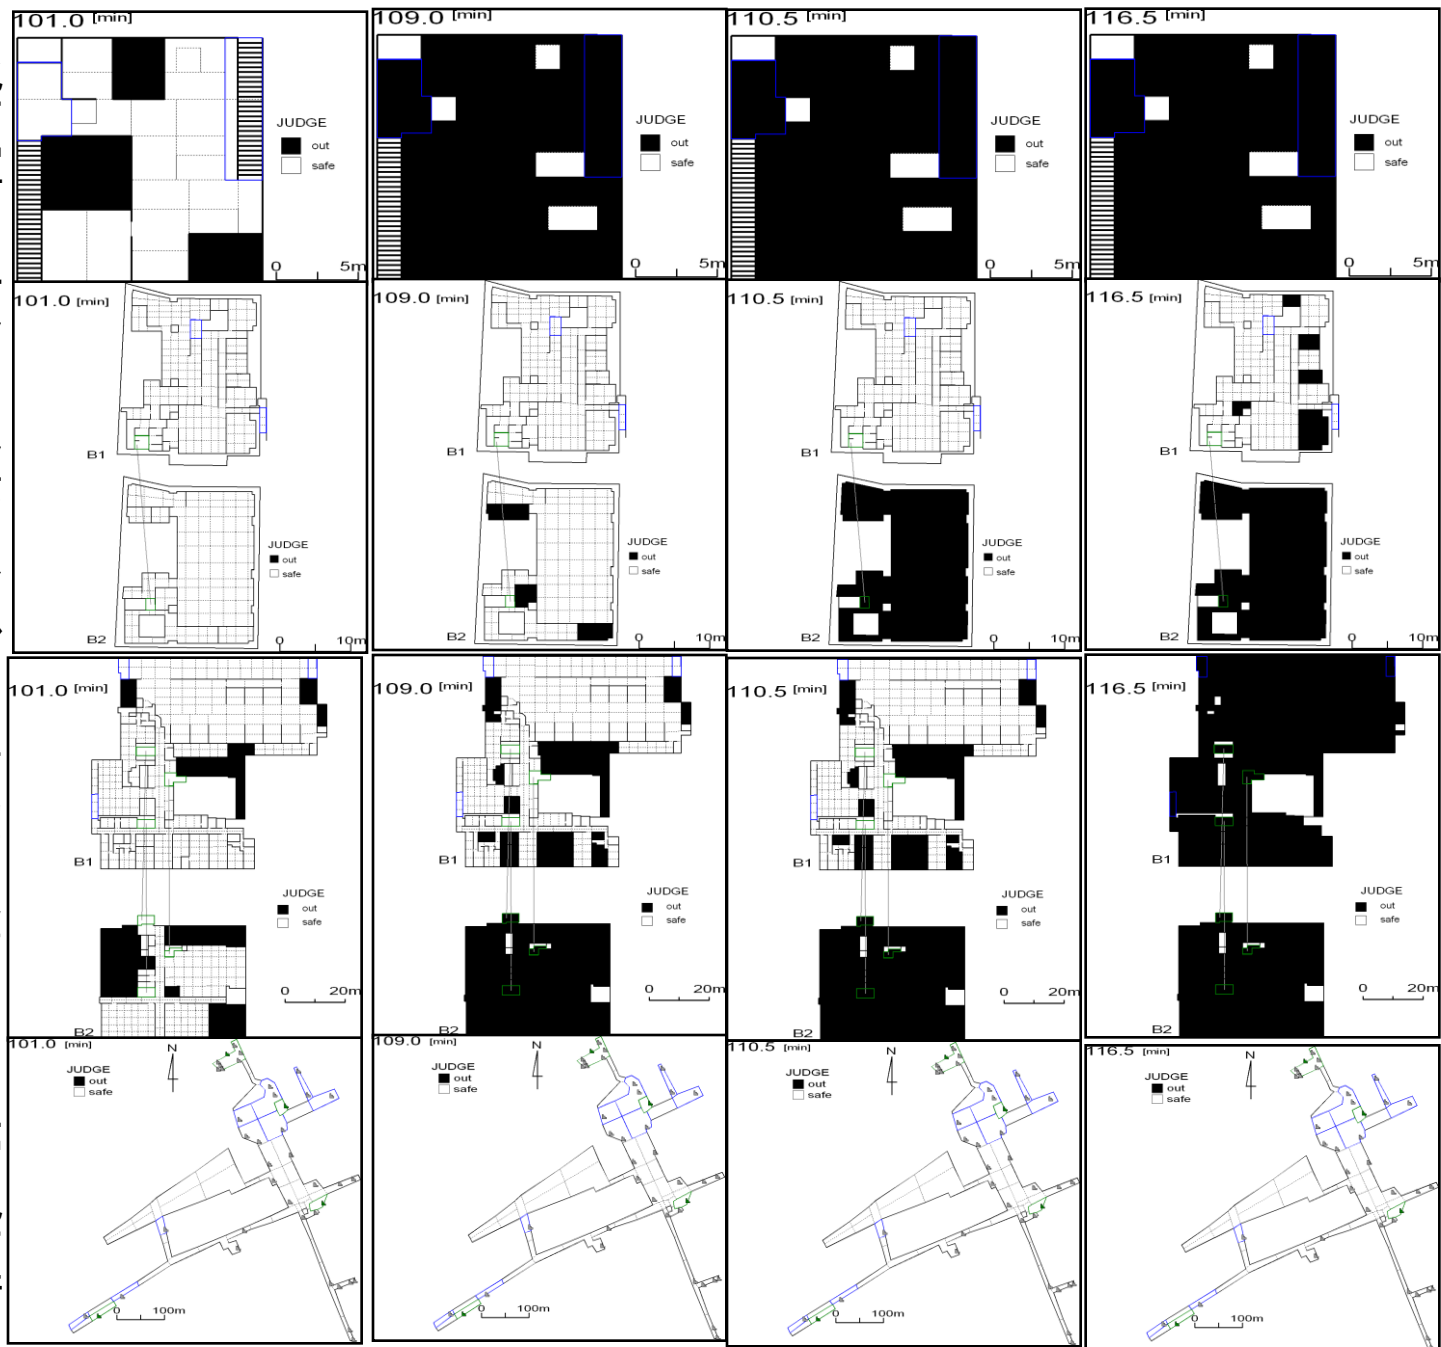 101.0 [min]
JUDGE
out
safe
0 5m
109.0 [min]
JUDGE
out
safe
0 5m
110.5 [min]
JUDGE
out
safe
0 5m
116.5 [min]
JUDGE
out
safe
0 5m
101.0 [min]
B1
JUDGE
out
safe
B2
0 10m
109.0 [min]
B1
JUDGE
out
safe
B2
0 10m
110.5 [min]
B1
JUDGE
out
safe
B2
0 10m
116.5 [min]
B1
JUDGE
out
safe
B2
0 10m
101.0 [min]
B1
JUDGE
out
safe
0 20m
B2
109.0 [min]
B1
JUDGE
out
safe
0 20m
B2
110.5 [min]
B1
JUDGE
out
safe
0 20m
B2
116.5 [min]
B1
JUDGE
out
safe
0 20m
B2
101.0 [min]
N
JUDGE
out
safe
0 100m
109.0 [min]
N
JUDGE
out
safe
0 100m
110.5 [min]
N
JUDGE
out
safe
0 100m
116.5 [min]
N
JUDGE
out
safe
0 100m